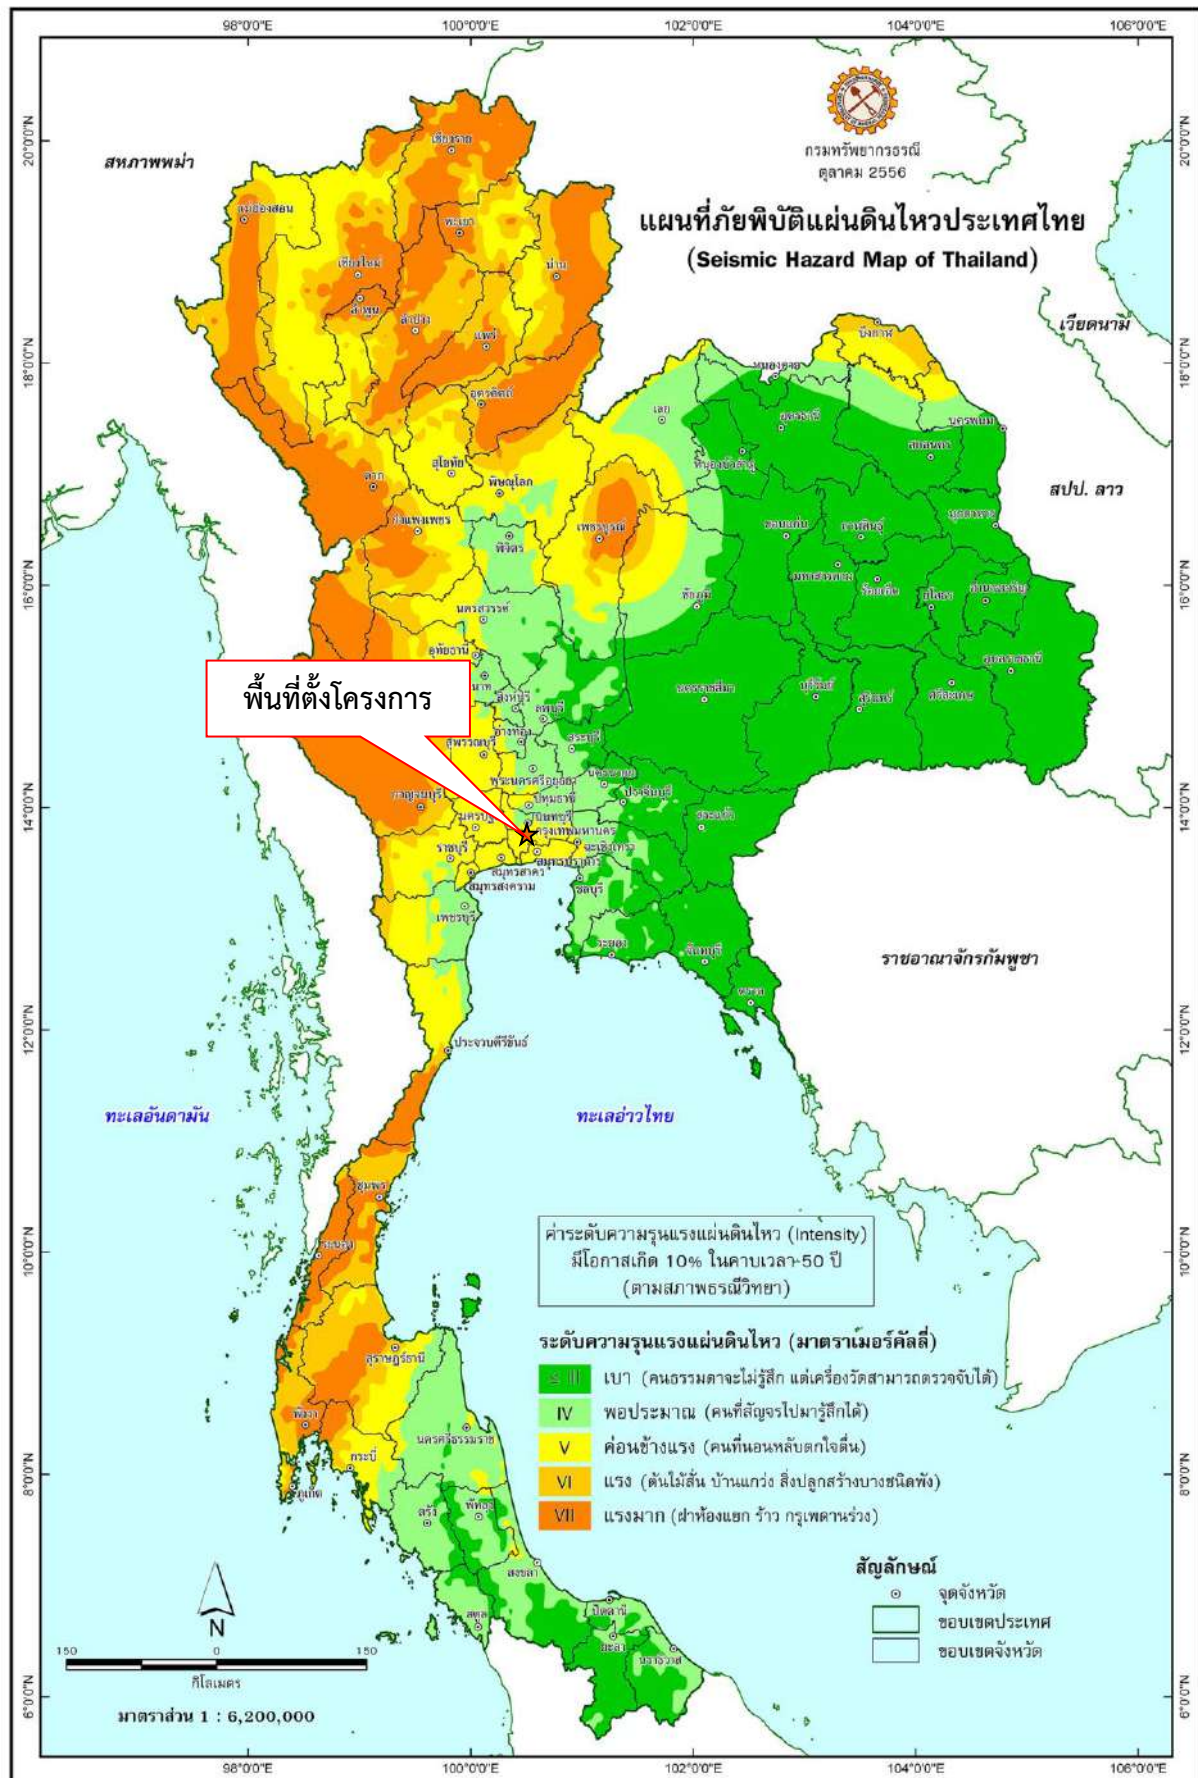 98°0'0"E 100°0'0"E 102°0'0"E 104°0'0"E 106°0'0"E
20°0'0"N
18°0'0"N
16°0'0"N
14°0'0"N
12°0'0"N
10°0'0"N
8°0'0"N
6°0'0"N
กรมทรัพยากรธรณี
ตุลาคม 2556
แผนที่ภัยพิบัติแผ่นดินไหวประเทศไทย
(Seismic Hazard Map of Thailand)
สหภาพพม่า
เวียดนาม
สปป. ลาว
ราชอาณาจักรกัมพูชา
ทะเลอันดามัน
ทะเลอ่าวไทย
พื้นที่ตั้งโครงการ
เชียงราย
แม่ฮ่องสอน
พะเยา
เชียงใหม่
น่าน
ลำพูน
ลำปาง
แพร่
อุตรดิตถ์
บึงกาฬ
หนองคาย
เลย
อุดรธานี
นครพนม
สกลนคร
หนองบัวลำภู
สุโขทัย
ตาก
พิษณุโลก
กำแพงเพชร
พิจิตร
เพชรบูรณ์
ขอนแก่น
กาฬสินธุ์
มุกดาหาร
มหาสารคาม
ร้อยเอ็ด
ยโสธร
อำนาจเจริญ
ชัยภูมิ
นครสวรรค์
อุทัยธานี
นาท
สิงห์บุรี
ลพบุรี
อ่างทอง
สระบุรี
สุพรรณบุรี
นครราชสีมา
บุรีรัมย์
สุรินทร์
ศรีสะเกษ
อุบลราชธานี
พระนครศรีอยุธยา
นครนายก
ปราจีนบุรี
ปทุมธานี
สระแก้ว
กาญจนบุรี
นครปฐม
นนทบุรี
กรุงเทพมหานคร
ฉะเชิงเทรา
ราชบุรี
สมุทรปราการ
สมุทรสาคร
สมุทรสงคราม
ชลบุรี
เพชรบุรี
ระยอง
จันทบุรี
ตราด
ประจวบคีรีขันธ์
ชุมพร
ระนอง
สุราษฎร์ธานี
พังงา
กระบี่
ภูเก็ต
นครศรีธรรมราช
ตรัง
พัทลุง
สงขลา
สตูล
ปัตตานี
ยะลา
นราธิวาส
ค่าระดับความรุนแรงแผ่นดินไหว (Intensity)
มีโอกาสเกิด 10% ในคาบเวลา 50 ปี
(ตามสภาพธรณีวิทยา)
ระดับความรุนแรงแผ่นดินไหว (มาตราเมอร์คัลลี่)
≤ III เบา (คนธรรมดาจะไม่รู้สึก แต่เครื่องวัดสามารถตรวจจับได้)
IV พอประมาณ (คนที่สัญจรไปมารู้สึกได้)
V ค่อนข้างแรง (คนที่นอนหลับตกใจตื่น)
VI แรง (ต้นไม้สั่น บ้านแกว่ง สิ่งปลูกสร้างบางชนิดพัง)
VII แรงมาก (ฝาห้องแยก ร้าว กรุเพดานร่วง)
สัญลักษณ์
จุดจังหวัด
ขอบเขตประเทศ
ขอบเขตจังหวัด
N
150 0 150
กิโลเมตร
มาตราส่วน 1 : 6,200,000
98°0'0"E 100°0'0"E 102°0'0"E 104°0'0"E 106°0'0"E